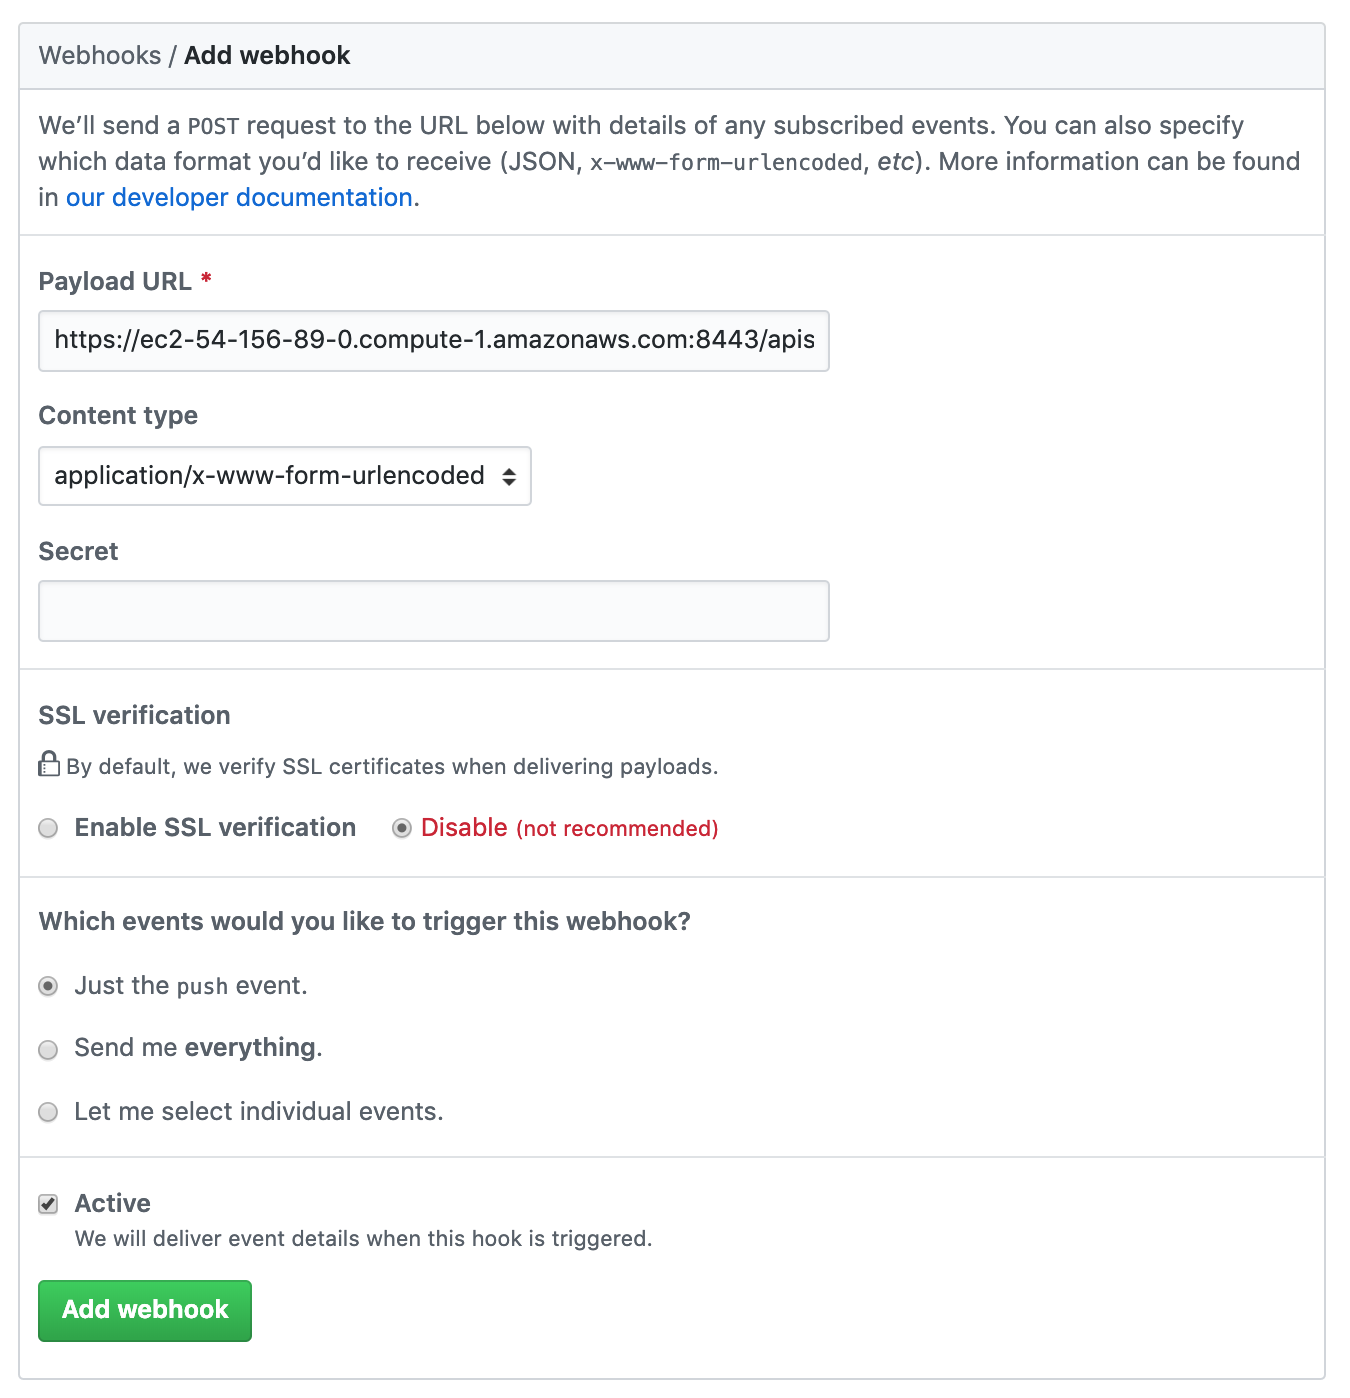 Webhooks / Add webhook
We’ll send a POST request to the URL below with details of any subscribed events. You can also specify
which data format you’d like to receive (JSON, x-www-form-urlencoded, etc). More information can be found
in our developer documentation.
Payload URL *
https://ec2-54-156-89-0.compute-1.amazonaws.com:8443/apis
Content type
application/x-www-form-urlencoded
Secret
SSL verification
By default, we verify SSL certificates when delivering payloads.
Enable SSL verification Disable (not recommended)
Which events would you like to trigger this webhook?
Just the push event.
Send me everything.
Let me select individual events.
Active
We will deliver event details when this hook is triggered.
Add webhook